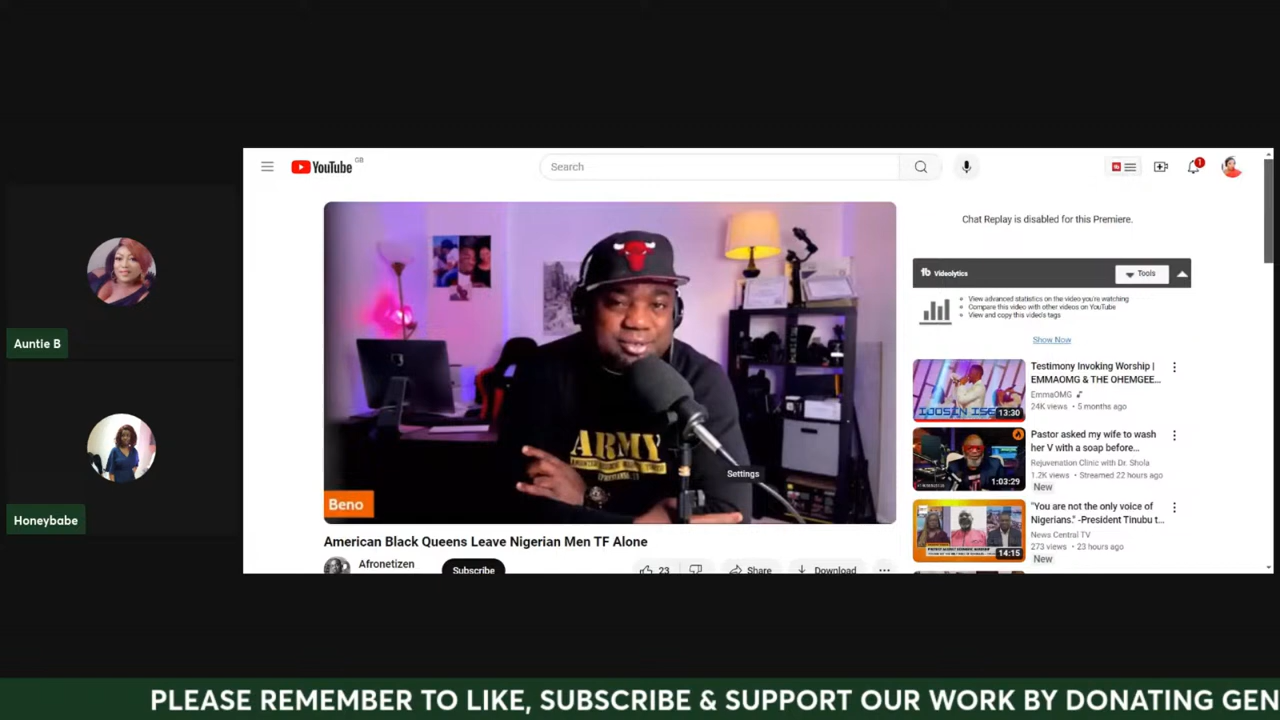 YouTube GB
Search
1
Chat Replay is disabled for this Premiere.
Videolytics
Tools
View advanced statistics on the video you're watching
Compare this video with other videos on YouTube
View and copy this video's tags
Show Now
Auntie B
Honeybabe
ARMY
Settings
Beno
American Black Queens Leave Nigerian Men TF Alone
Afronetizen
Subscribe
23
Share
Download
IJOSIN ISE
13:30
Testimony Invoking Worship |
EMMAOMG & THE OHEMGEE...
EmmaOMG
24K views • 5 months ago
1:03:29
Pastor asked my wife to wash
her V with a soap before...
Rejuvenation Clinic with Dr. Shola
1.2K views • Streamed 22 hours ago
New
14:15
"You are not the only voice of
Nigerians." -President Tinubu t...
News Central TV
273 views • 23 hours ago
New
PLEASE REMEMBER TO LIKE, SUBSCRIBE & SUPPORT OUR WORK BY DONATING GEN